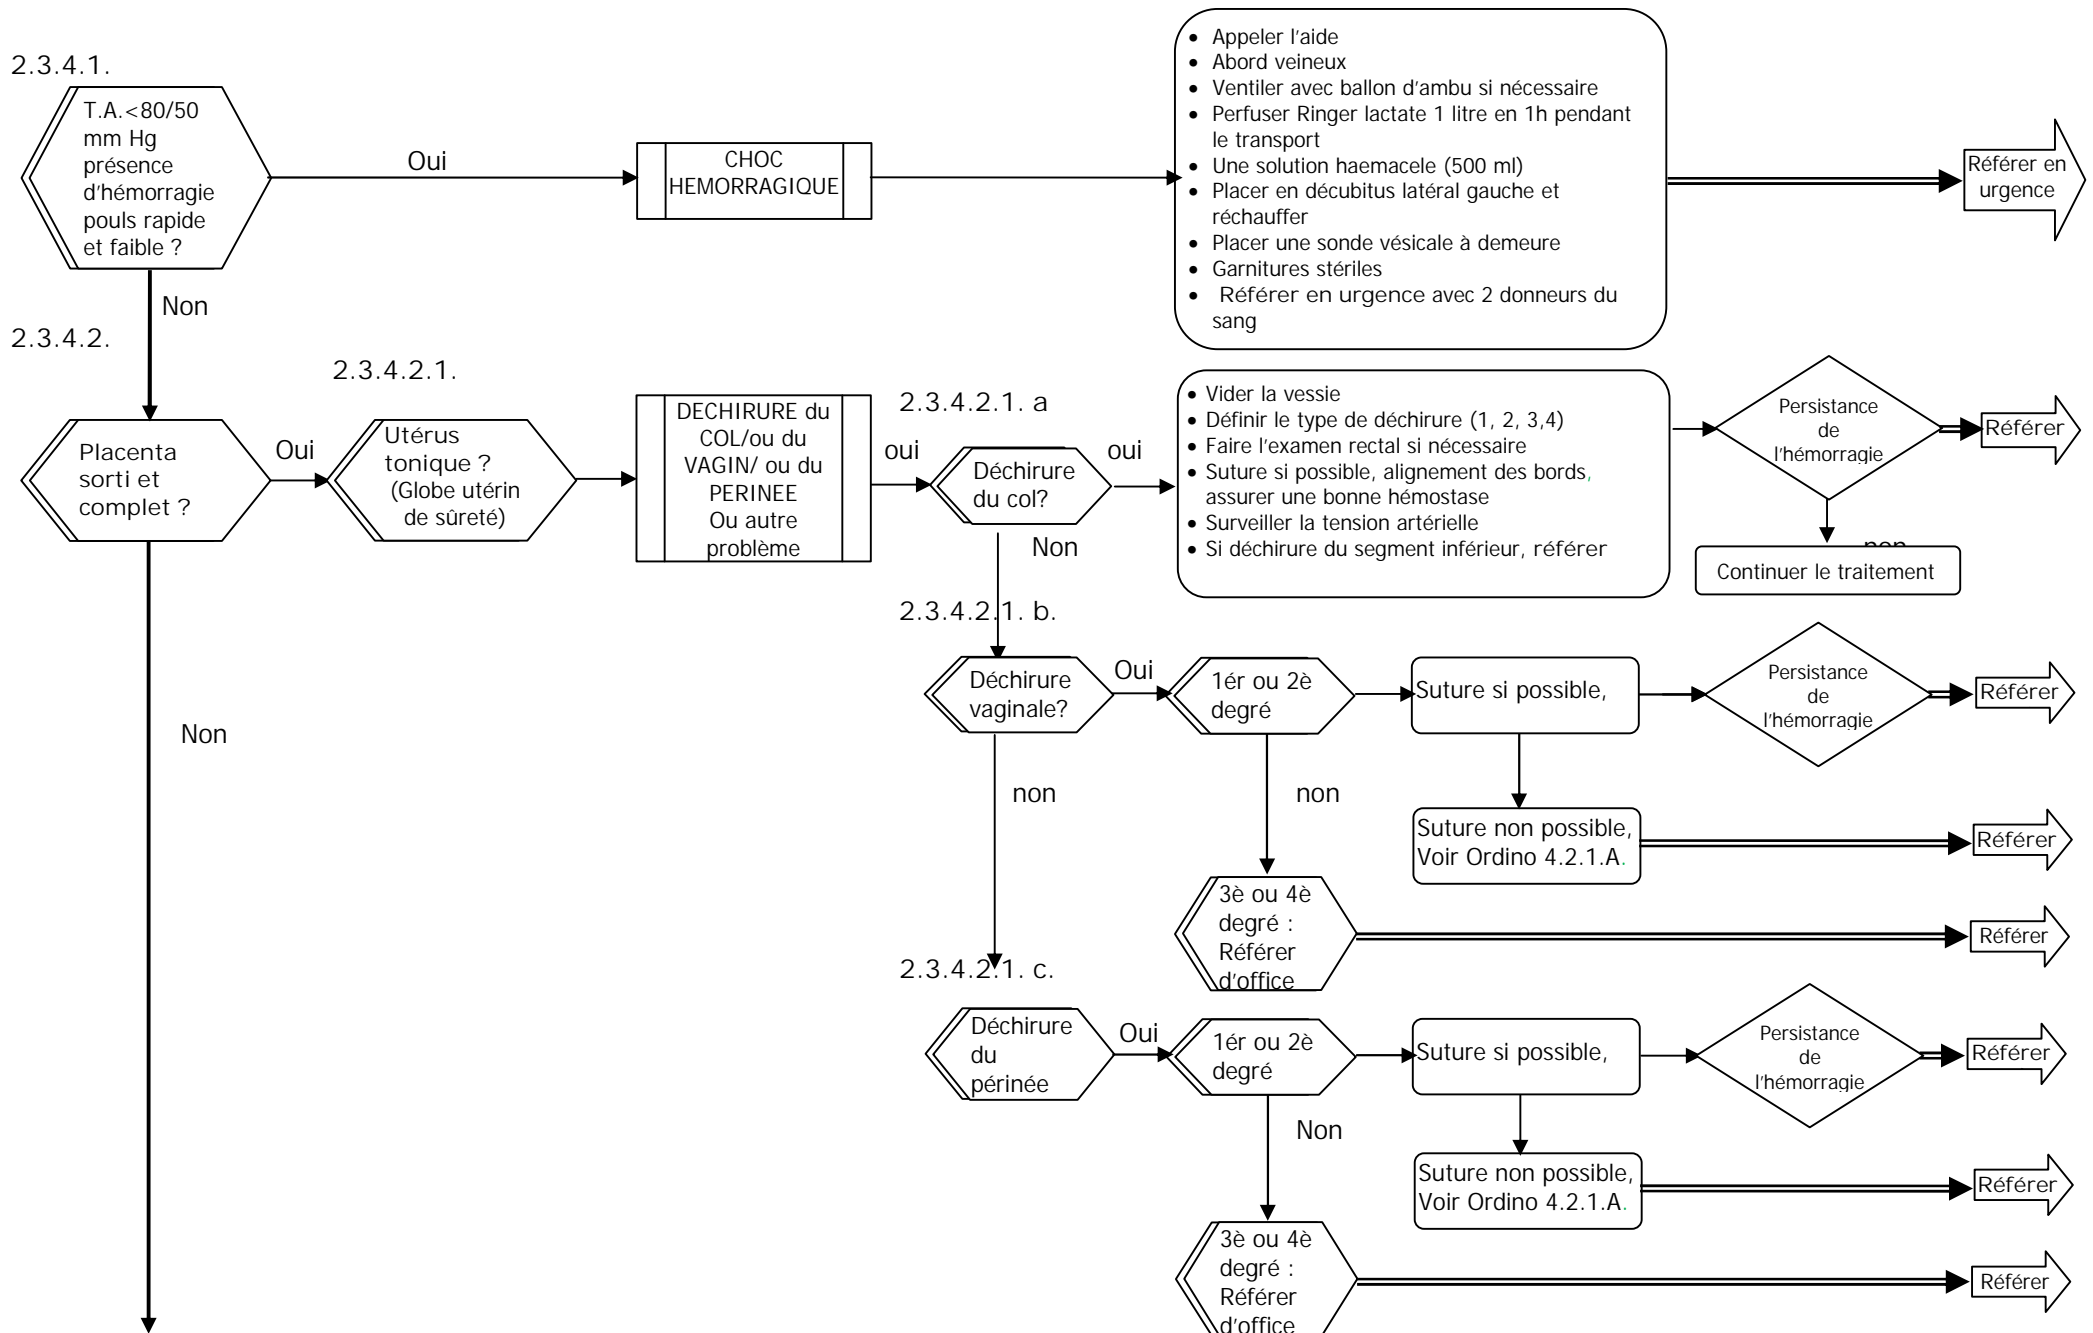 2.3.4.1.
T.A.<80/50
mm Hg
présence
d'hémorragie
pouls rapide
et faible ?
Oui
CHOC
HEMORRAGIQUE
• Appeler l'aide
• Abord veineux
• Ventiler avec ballon d'ambu si nécessaire
• Perfuser Ringer lactate 1 litre en 1h pendant
le transport
• Une solution haemacele (500 ml)
• Placer en décubitus latéral gauche et
réchauffer
• Placer une sonde vésicale à demeure
• Garnitures stériles
• Référer en urgence avec 2 donneurs du
sang
Référer en
urgence
Non
2.3.4.2.
Placenta
sorti et
complet ?
Oui
2.3.4.2.1.
Utérus
tonique ?
(Globe utérin
de sûreté)
DECHIRURE du
COL/ou du
VAGIN/ ou du
PERINEE
Ou autre
problème
oui
2.3.4.2.1. a
Déchirure
du col?
oui
• Vider la vessie
• Définir le type de déchirure (1, 2, 3,4)
• Faire l'examen rectal si nécessaire
• Suture si possible, alignement des bords,
assurer une bonne hémostase
• Surveiller la tension artérielle
• Si déchirure du segment inférieur, référer
Persistance
de
l'hémorragie
Référer
non
Continuer le traitement
Non
2.3.4.2.1. b.
Déchirure
vaginale?
Oui
1ér ou 2è
degré
Suture si possible,
Persistance
de
l'hémorragie
Référer
Non
non
non
Suture non possible,
Voir Ordino 4.2.1.A.
Référer
3è ou 4è
degré :
Référer
d'office
Référer
2.3.4.2.1. c.
Déchirure
du
périnée
Oui
1ér ou 2è
degré
Suture si possible,
Persistance
de
l'hémorragie
Référer
Non
Suture non possible,
Voir Ordino 4.2.1.A.
Référer
3è ou 4è
degré :
Référer
d'office
Référer